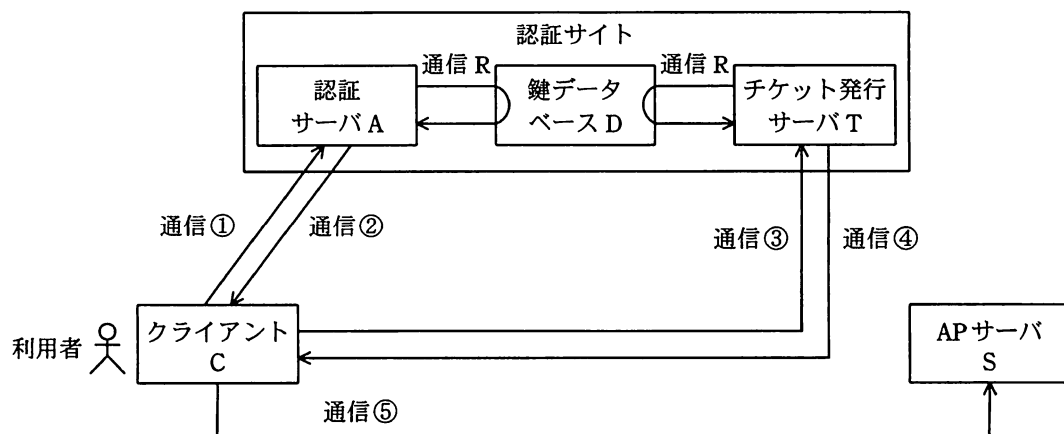 認証サイト
通信R
通信R
認証
サーバA
鍵データ
ベースD
チケット発行
サーバT
通信①
通信②
通信③
通信④
利用者
クライアント
C
APサーバ
S
通信⑤